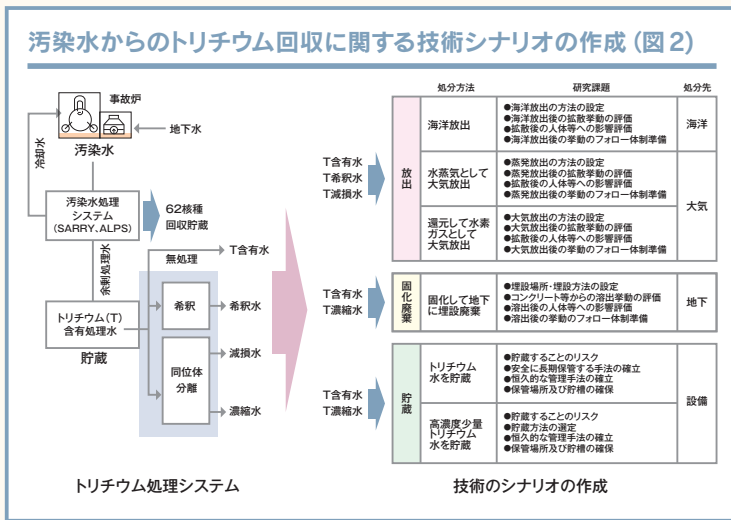 汚染水からのトリチウム回収に関する技術シナリオの作成(図2)
事故炉
地下水
冷却水
汚染水
汚染水処理
システム
(SARRY、ALPS)
62核種
回収貯蔵
余剰処理水
無処理
T含有水
トリチウム(T)
含有処理水
貯蔵
希釈
希釈水
同位体
分離
減損水
濃縮水
トリチウム処理システム
T含有水
T希釈水
T減損水
T含有水
T濃縮水
T含有水
T濃縮水
処分方法
研究課題
処分先
放出
海洋放出
●海洋放出の方法の設定
●海洋放出後の拡散挙動の評価
●拡散後の人体等への影響評価
●海洋放出後の挙動のフォロー体制準備
海洋
水蒸気として
大気放出
●蒸発放出の方法の設定
●蒸発放出後の拡散挙動の評価
●拡散後の人体等への影響評価
●蒸発放出後の挙動のフォロー体制準備
大気
還元して水素
ガスとして
大気放出
●大気放出の方法の設定
●大気放出後の拡散挙動の評価
●拡散後の人体等への影響評価
●大気放出後の挙動のフォロー体制準備
固化廃棄
固化して地下
に埋設廃棄
●埋設場所・埋設方法の設定
●コンクリート等からの溶出挙動の評価
●溶出後の人体等への影響評価
●溶出後の挙動のフォロー体制準備
地下
貯蔵
トリチウム
水を貯蔵
●貯蔵することのリスク
●安全に長期保管する手法の確立
●恒久的な管理手法の確立
●保管場所及び貯槽の確保
設備
高濃度少量
トリチウム
水を貯蔵
●貯蔵することのリスク
●貯蔵方法の選定
●恒久的な管理手法の確立
●保管場所及び貯槽の確保
技術のシナリオの作成